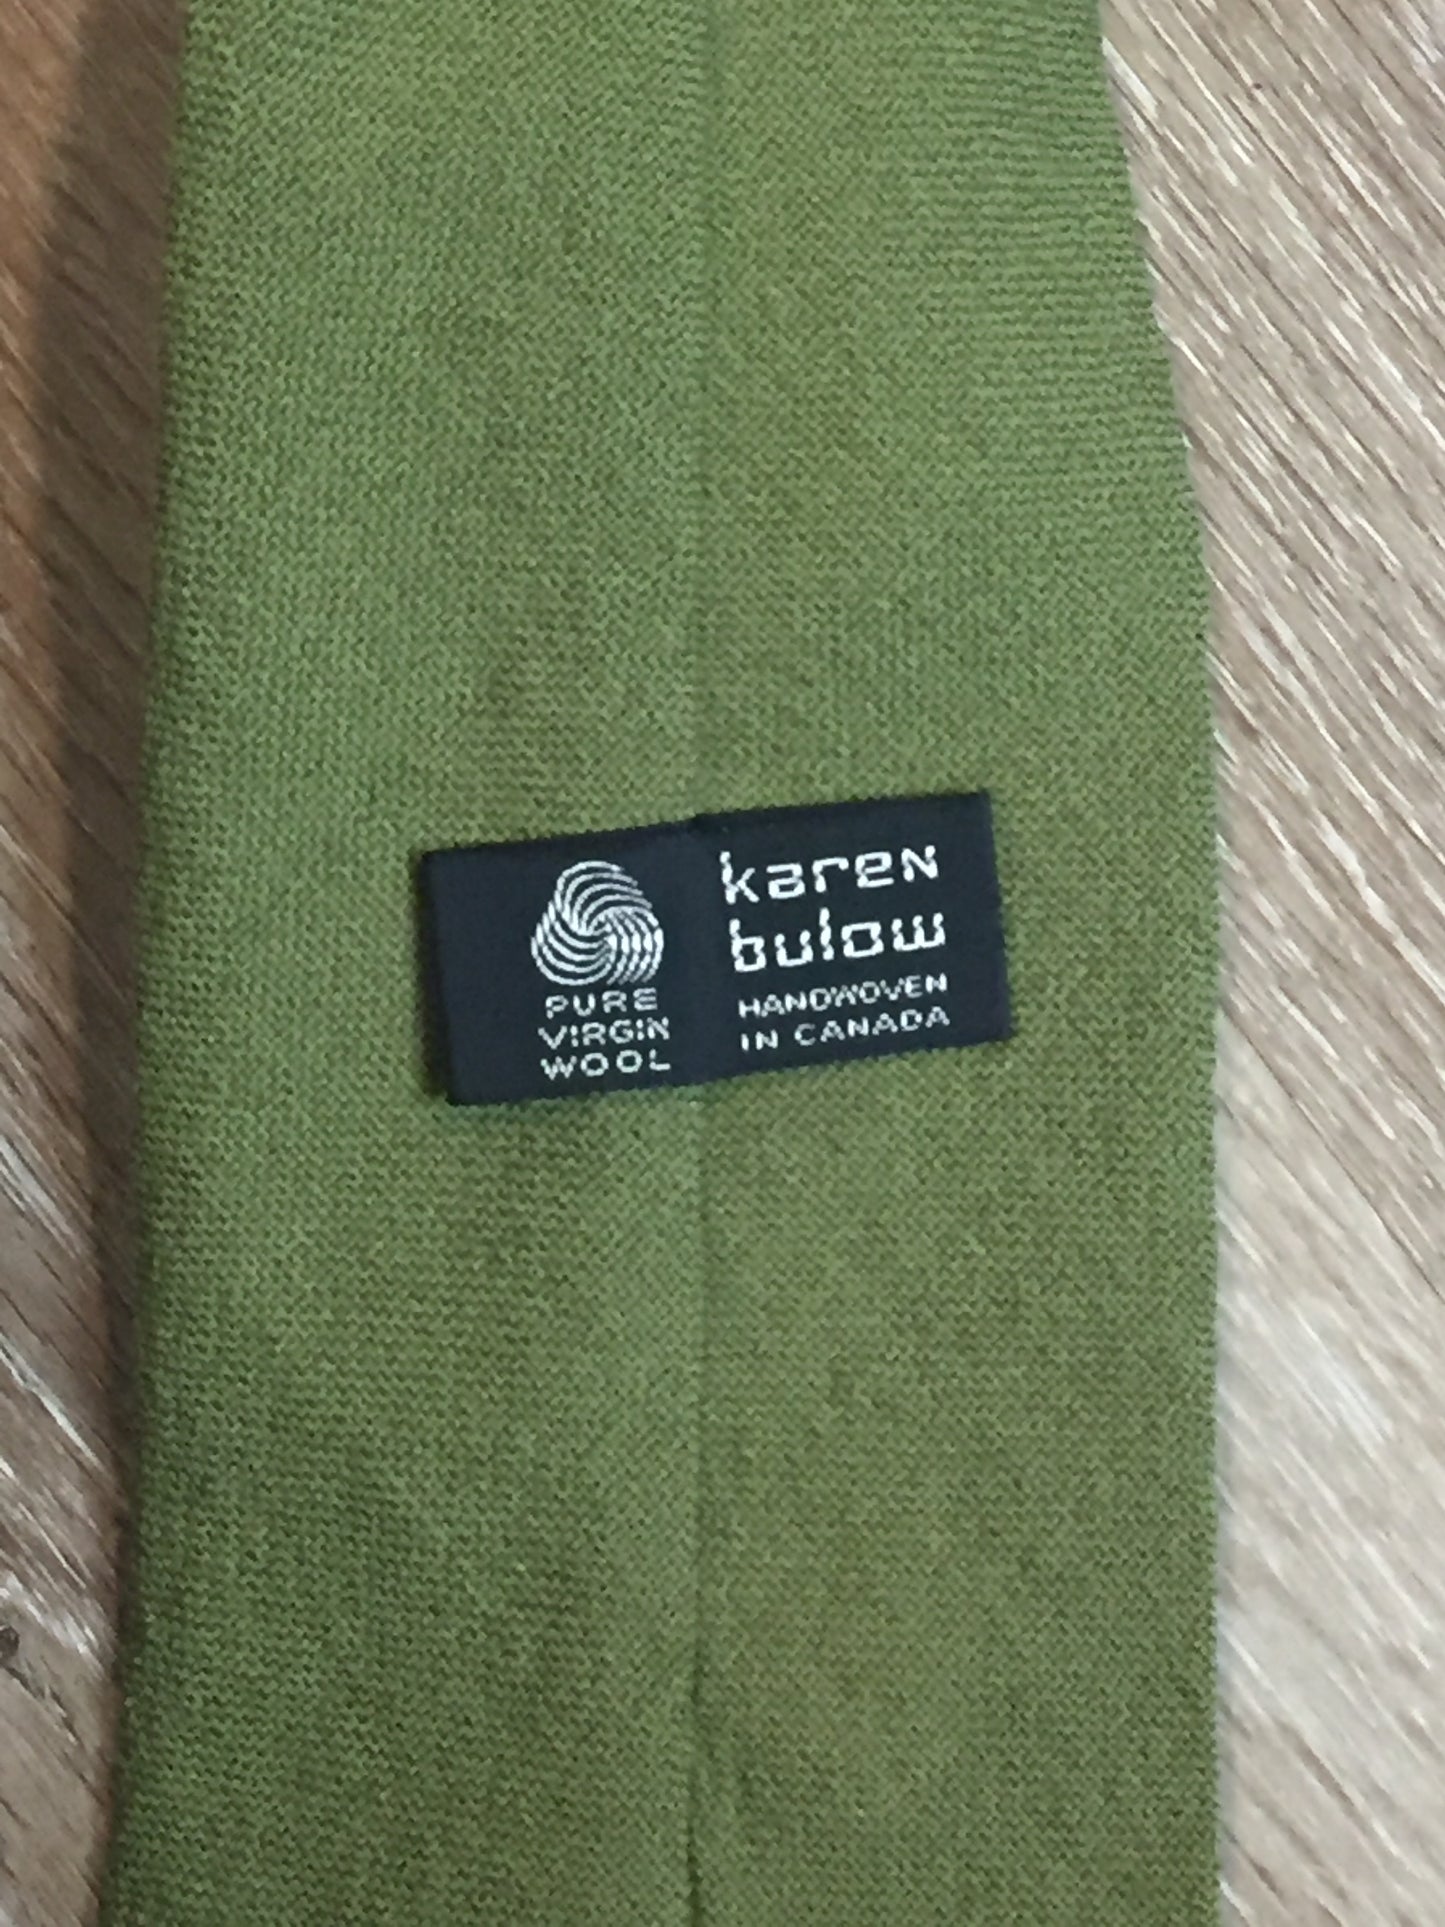 PURE
VIRGIN
WOOL
karen
bulow
HANDWOVEN
IN CANADA